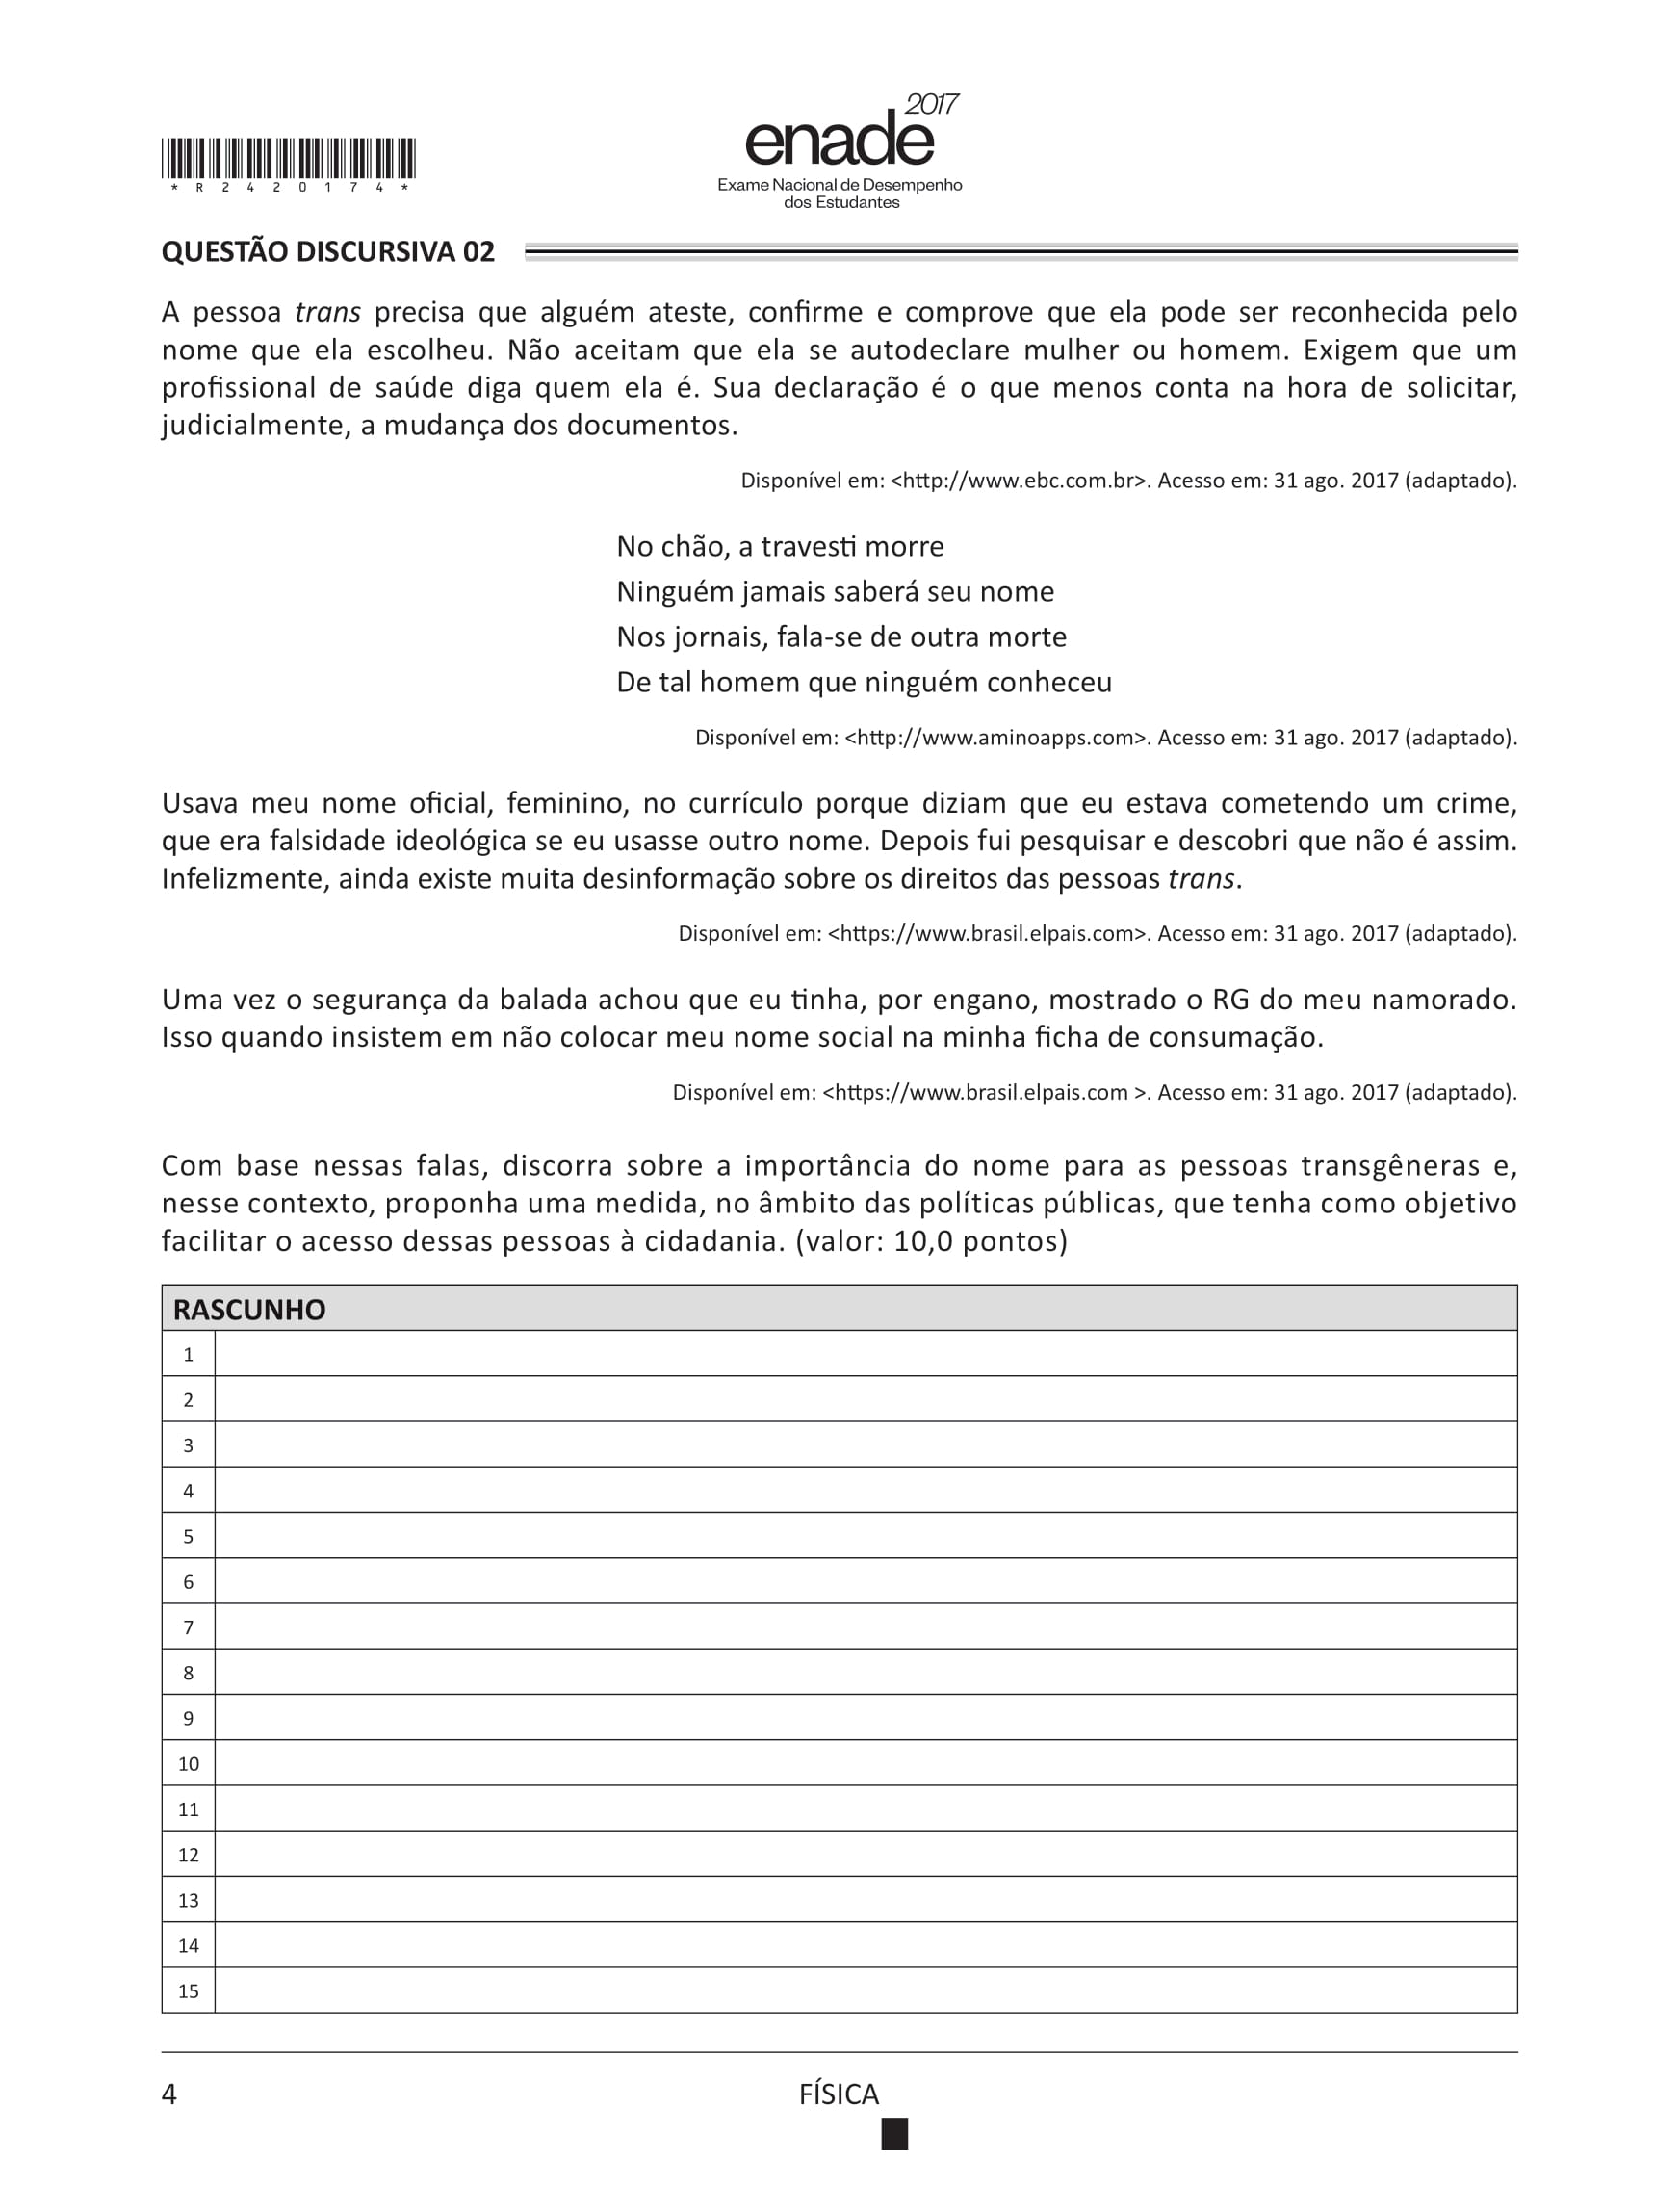 2017
enade
Exame Nacional de Desempenho
dos Estudantes
*R2420174*
QUESTÃO DISCURSIVA 02
A pessoa trans precisa que alguém ateste, confirme e comprove que ela pode ser reconhecida pelo
nome que ela escolheu. Não aceitam que ela se autodeclare mulher ou homem. Exigem que um
profissional de saúde diga quem ela é. Sua declaração é o que menos conta na hora de solicitar,
judicialmente, a mudança dos documentos.
Disponível em: <http://www.ebc.com.br>. Acesso em: 31 ago. 2017 (adaptado).
No chão, a travesti morre
Ninguém jamais saberá seu nome
Nos jornais, fala-se de outra morte
De tal homem que ninguém conheceu
Disponível em: <http://www.aminoapps.com>. Acesso em: 31 ago. 2017 (adaptado).
Usava meu nome oficial, feminino, no currículo porque diziam que eu estava cometendo um crime,
que era falsidade ideológica se eu usasse outro nome. Depois fui pesquisar e descobri que não é assim.
Infelizmente, ainda existe muita desinformação sobre os direitos das pessoas trans.
Disponível em: <https://www.brasil.elpais.com>. Acesso em: 31 ago. 2017 (adaptado).
Uma vez o segurança da balada achou que eu tinha, por engano, mostrado o RG do meu namorado.
Isso quando insistem em não colocar meu nome social na minha ficha de consumação.
Disponível em: <https://www.brasil.elpais.com >. Acesso em: 31 ago. 2017 (adaptado).
Com base nessas falas, discorra sobre a importância do nome para as pessoas transgêneras e,
nesse contexto, proponha uma medida, no âmbito das políticas públicas, que tenha como objetivo
facilitar o acesso dessas pessoas à cidadania. (valor: 10,0 pontos)
RASCUNHO
1
2
3
4
5
6
7
8
9
10
11
12
13
14
15
4
FÍSICA